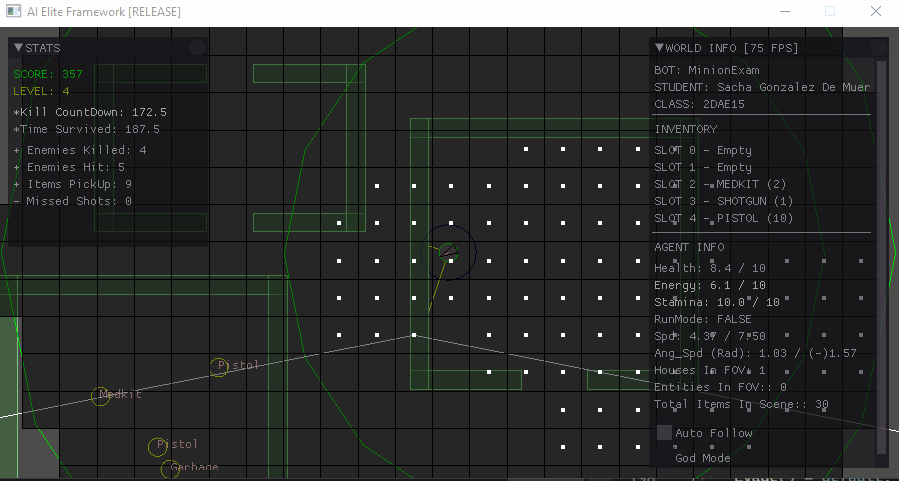 AI Elite Framework [RELEASE]
STATS
SCORE: 357
LEVEL: 4
*Kill CountDown: 172.5
*Time Survived: 187.5
+ Enemies Killed: 4
+ Enemies Hit: 5
+ Items PickUp: 9
- Missed Shots: 0
WORLD INFO [75 FPS]
BOT: MinionExam
STUDENT: Sacha Gonzalez De Muer
CLASS: 2DAE15
INVENTORY
SLOT 0 - Empty
SLOT 1 - Empty
SLOT 2 - MEDKIT (2)
SLOT 3 - SHOTGUN (1)
SLOT 4 - PISTOL (10)
AGENT INFO
Health: 8.4 / 10
Energy: 6.1 / 10
Stamina: 10.0 / 10
RunMode: FALSE
Spd: 4.37 / 7.50
Ang_Spd (Rad): 1.03 / (-)1.57
Houses In FOV: 1
Entities In FOV:: 0
Total Items In Scene:: 30
Auto Follow
God Mode
Pistol
Medkit
Pistol
Garbage